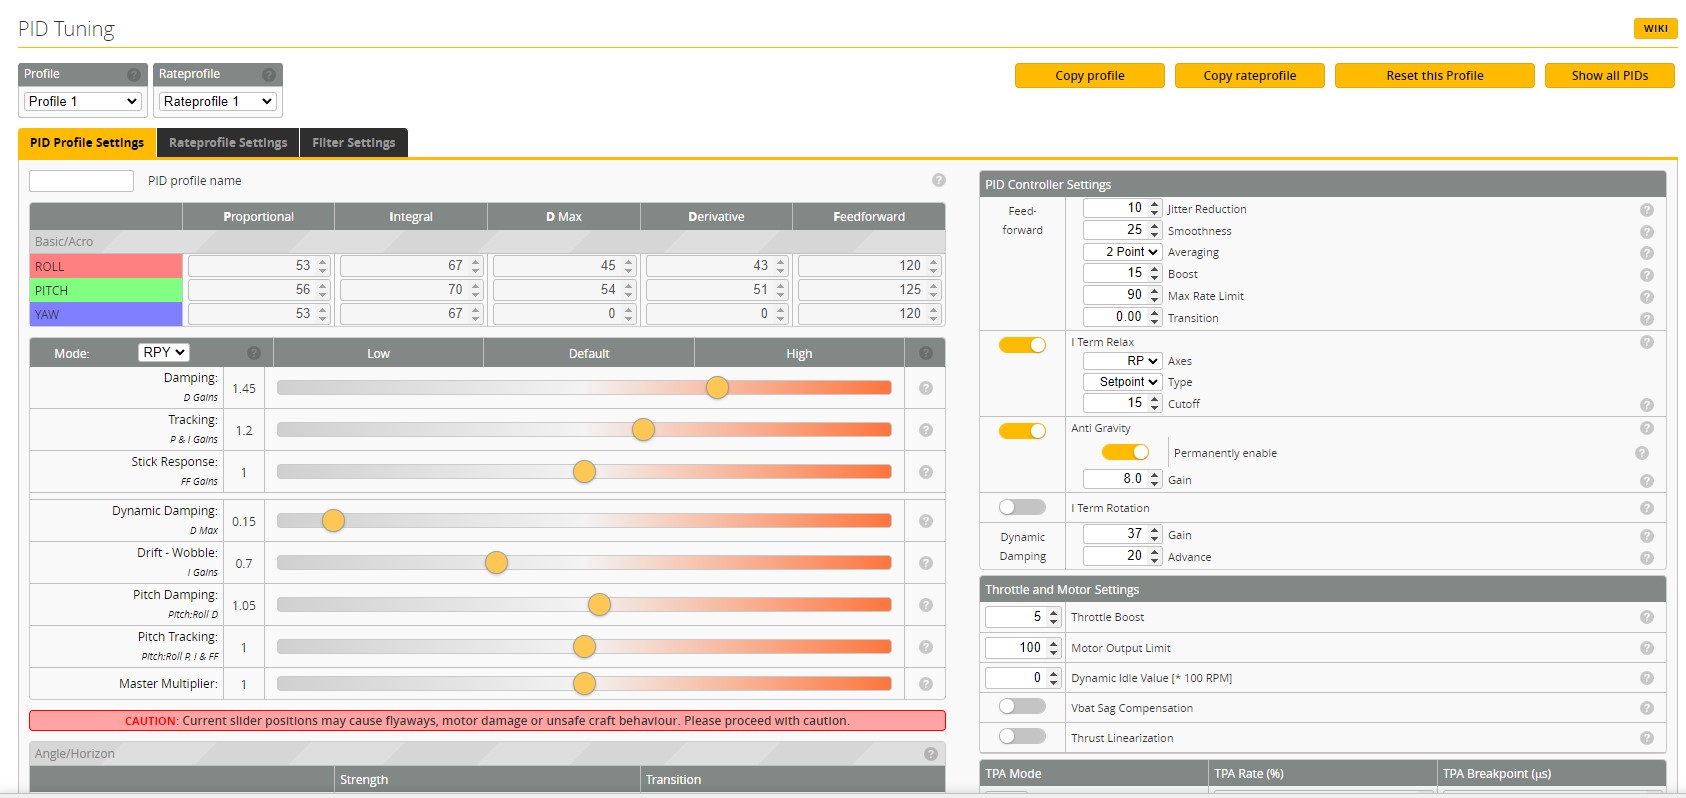 PID Tuning
WIKI
Profile
Rateprofile
Profile 1
Rateprofile 1
Copy profile
Copy rateprofile
Reset this Profile
Show all PIDs
PID Profile Settings
Rateprofile Settings
Filter Settings
PID profile name
Proportional Integral D Max Derivative Feedforward
Basic/Acro
ROLL 53 67 45 43 120
PITCH 56 70 54 51 125
YAW 53 67 0 0 120
Mode: RPY Low Default High
Damping:
D Gains
1.45
Tracking:
P & I Gains
1.2
Stick Response:
FF Gains
1
Dynamic Damping:
D Max
0.15
Drift - Wobble:
I Gains
0.7
Pitch Damping:
Pitch:Roll D
1.05
Pitch Tracking:
Pitch:Roll P, I & FF
1
Master Multiplier: 1
CAUTION: Current slider positions may cause flyaways, motor damage or unsafe craft behaviour. Please proceed with caution.
Angle/Horizon
Strength Transition
PID Controller Settings
Feed-
forward
10 Jitter Reduction
25 Smoothness
2 Point Averaging
15 Boost
90 Max Rate Limit
0.00 Transition
I Term Relax
RP Axes
Setpoint Type
15 Cutoff
Anti Gravity
Permanently enable
8.0 Gain
I Term Rotation
Dynamic
Damping
37 Gain
20 Advance
Throttle and Motor Settings
5 Throttle Boost
100 Motor Output Limit
0 Dynamic Idle Value [* 100 RPM]
Vbat Sag Compensation
Thrust Linearization
TPA Mode TPA Rate (%) TPA Breakpoint (µs)